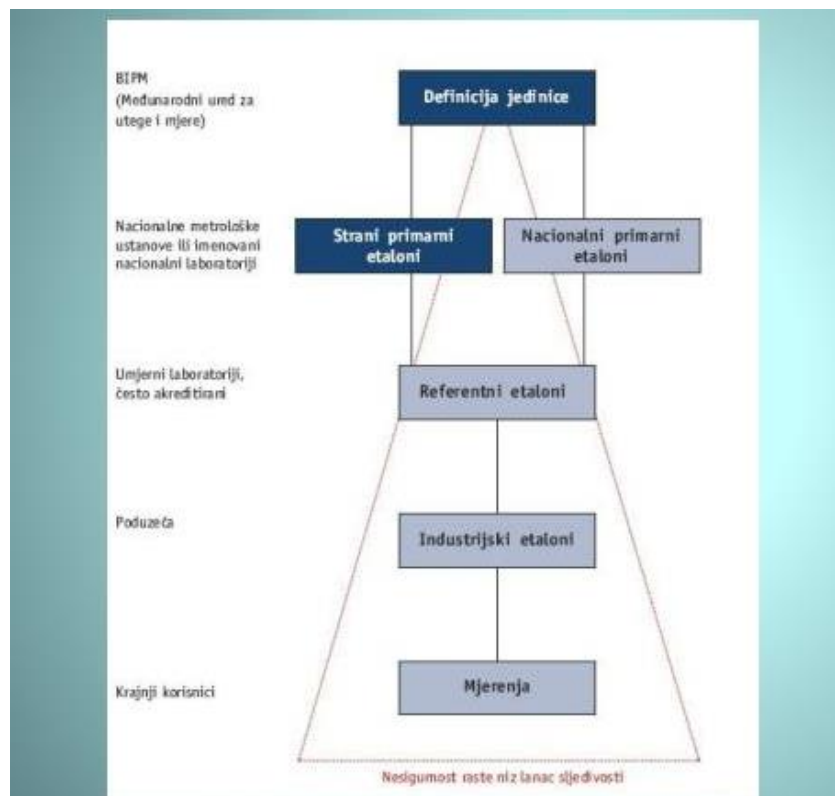 BIPM
(Međunarodni ured za
utege i mjere)
Definicija jedinice
Nacionalne metrološke
ustanove ili imenovani
nacionalni laboratoriji
Strani primarni
etaloni
Nacionalni primarni
etaloni
Umjerni laboratoriji,
često akreditirani
Referentni etaloni
Poduzeća
Industrijski etaloni
Krajnji korisnici
Mjerenja
Nesigurnost raste niz lanac sljedivosti